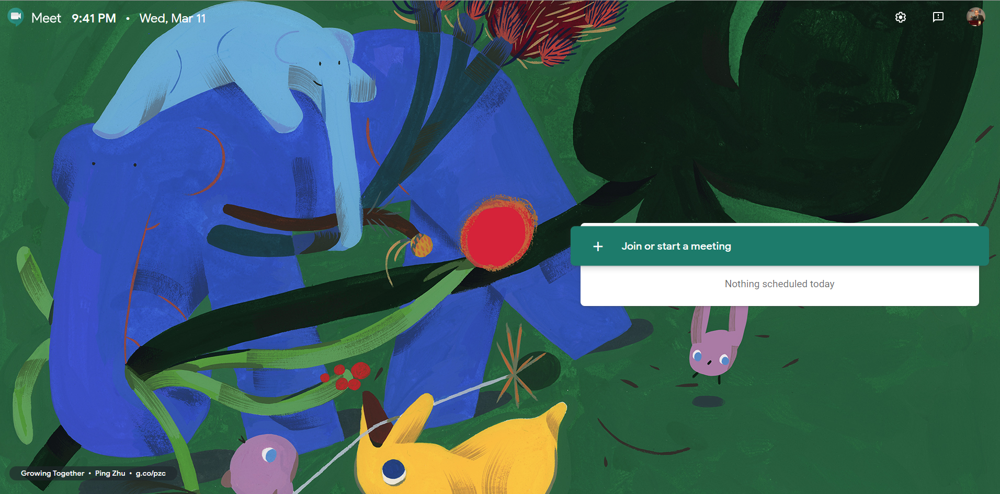 Meet 9:41 PM • Wed, Mar 11
+ Join or start a meeting
Nothing scheduled today
Growing Together • Ping Zhu • g.co/pzc